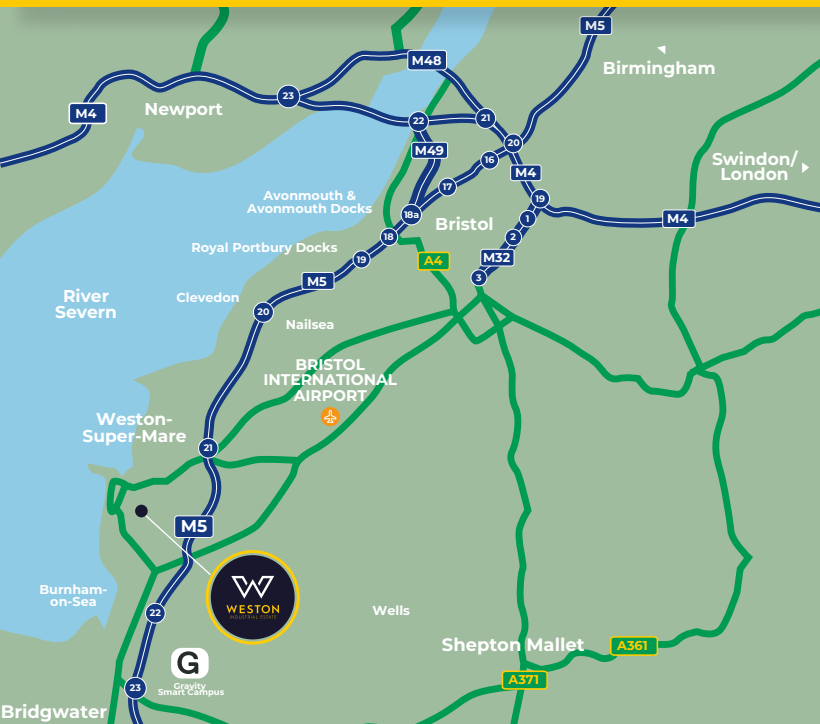 M5
Birmingham
M48
23
M4
Newport
22
21
20
M49
16
M4
Swindon/
London
17
19
Avonmouth &
Avonmouth Docks
18a
1
M4
Bristol
18
2
Royal Portbury Docks
19
A4
M32
3
M5
Clevedon
River
Severn
20
Nailsea
BRISTOL
INTERNATIONAL
AIRPORT
Weston-
Super-Mare
21
M5
W
WESTON
INDUSTRIAL ESTATE
Burnham-
on-Sea
22
Wells
Shepton Mallet
A361
G
Gravity
Smart Campus
A371
23
Bridgwater